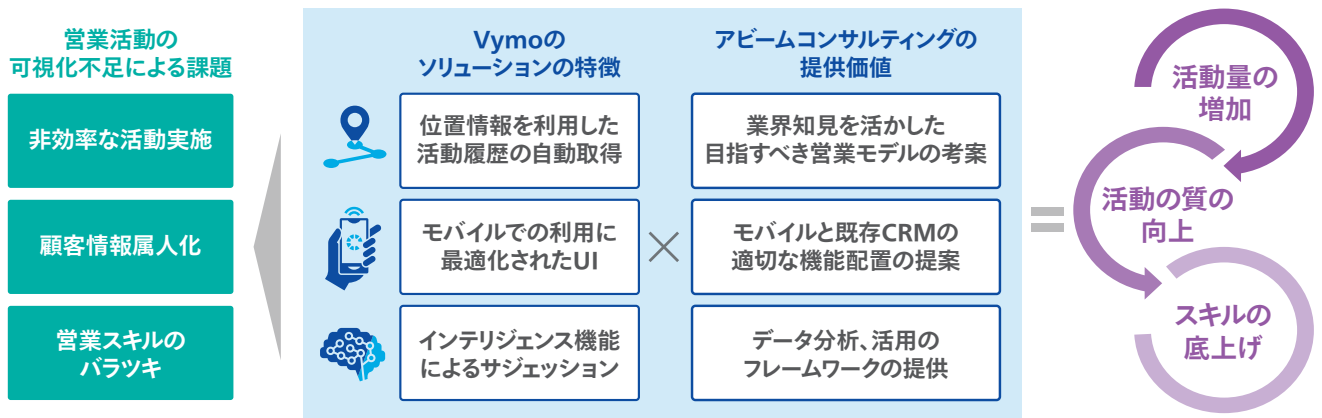 営業活動の
可視化不足による課題
非効率な活動実施
顧客情報属人化
営業スキルの
バラツキ
Vymoの
ソリューションの特徴
位置情報を利用した
活動履歴の自動取得
モバイルでの利用に
最適化されたUI
インテリジェンス機能
によるサジェッション
×
アビームコンサルティングの
提供価値
業界知見を活かした
目指すべき営業モデルの考案
モバイルと既存CRMの
適切な機能配置の提案
データ分析、活用の
フレームワークの提供
=
活動量の
増加
活動の質の
向上
スキルの
底上げ